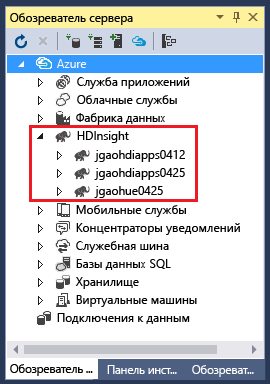 Обозреватель сервера
Azure
Служба приложений
Облачные службы
Фабрика данных
HDInsight
jgaohdiapps0412
jgaohdiapps0425
jgaohue0425
Мобильные службы
Концентраторы уведомлений
Служебная шина
Базы данных SQL
Хранилище
Виртуальные машины
Подключения к данным
Обозреватель ... Панель инст... Обозреват...